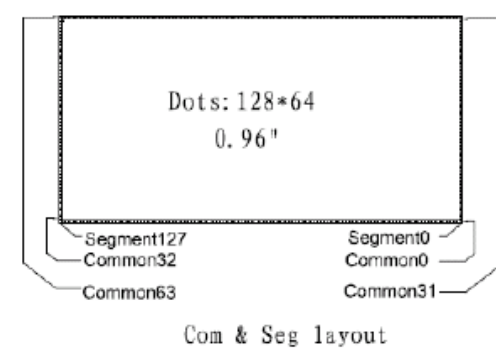 Dots: 128*64
0.96"
Segment127 Segment0
Common32 Common0
Common63 Common31
Com & Seg layout